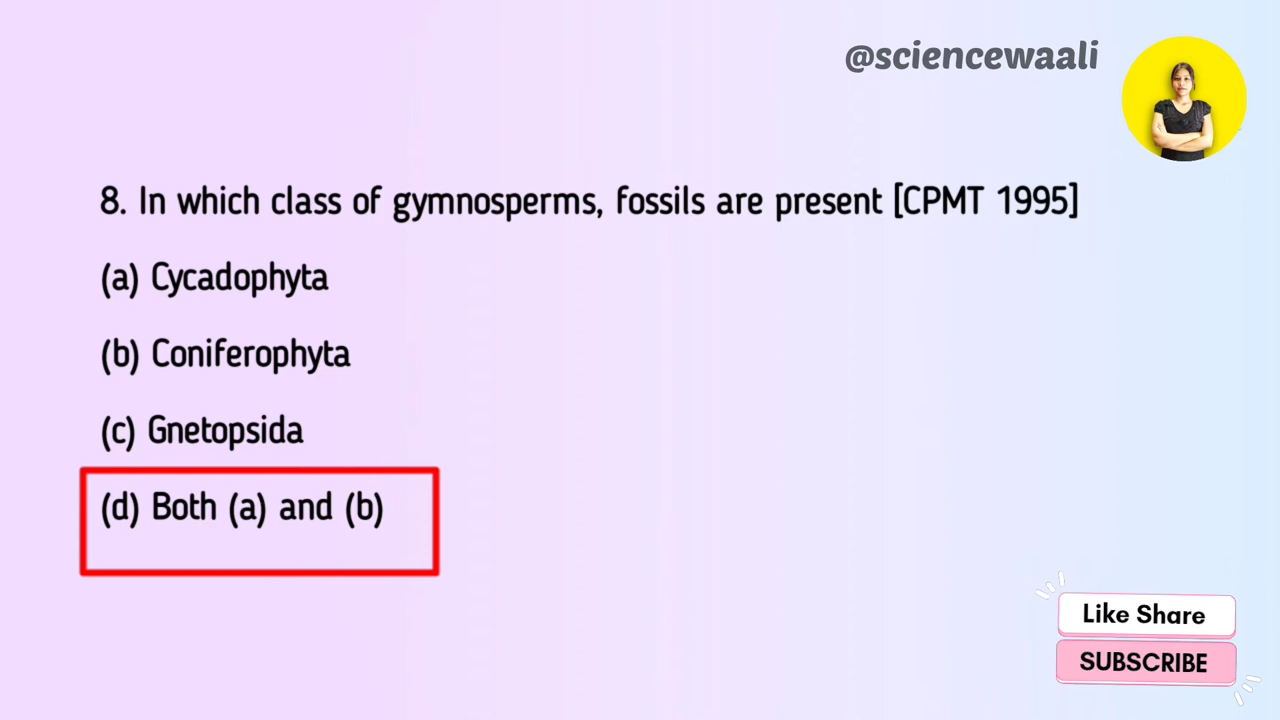 @sciencewaali
8. In which class of gymnosperms, fossils are present [CPMT 1995]
(a) Cycadophyta
(b) Coniferophyta
(c) Gnetopsida
(d) Both (a) and (b)
Like Share
SUBSCRIBE